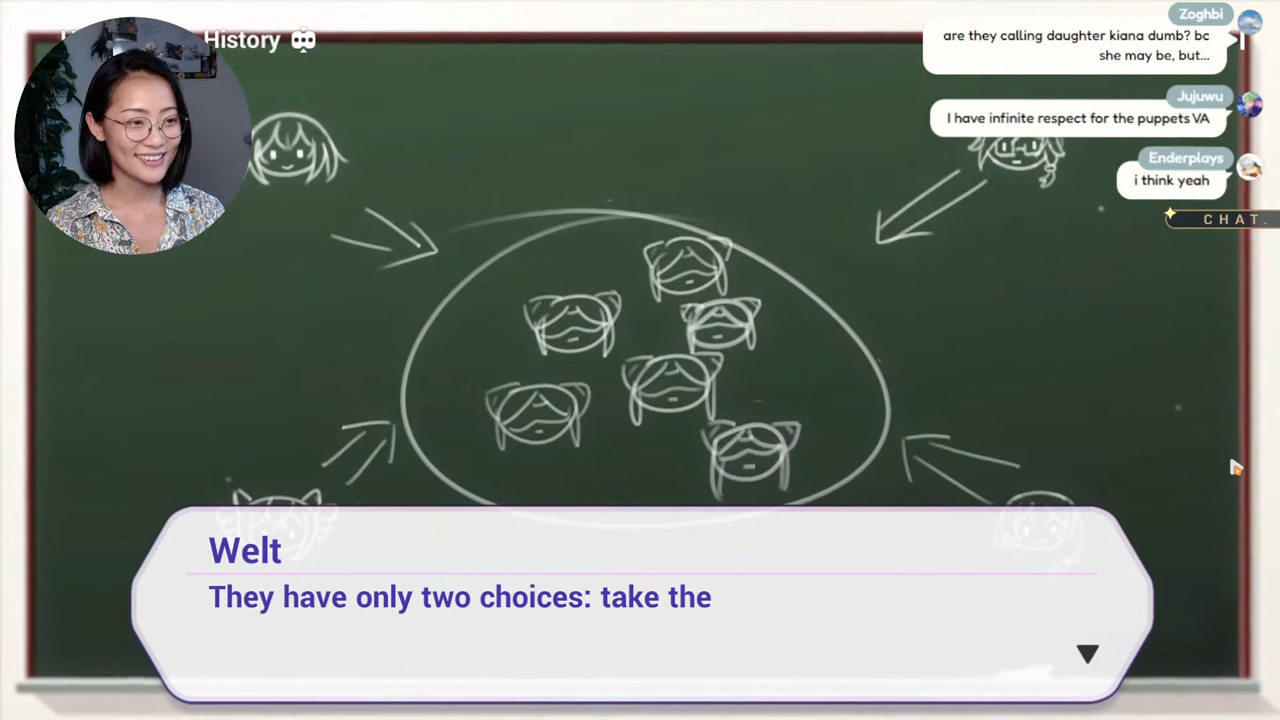 History
Zoghbi
are they calling daughter kiana dumb? bc
she may be, but...
Jujuwu
I have infinite respect for the puppets VA
Enderplays
i think yeah
CHAT.
Welt
They have only two choices: take the